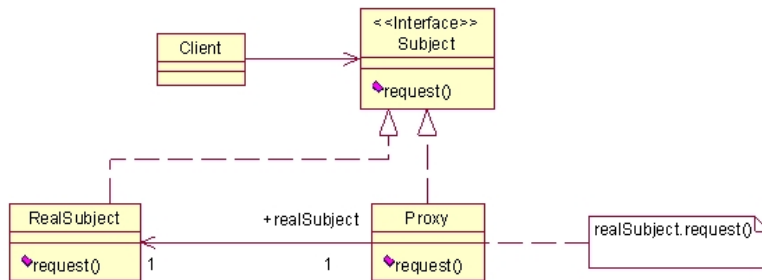 <<Interface>>
Subject
request()
Client
RealSubject
request()
+realSubject
1
1
Proxy
request()
realSubject.request()